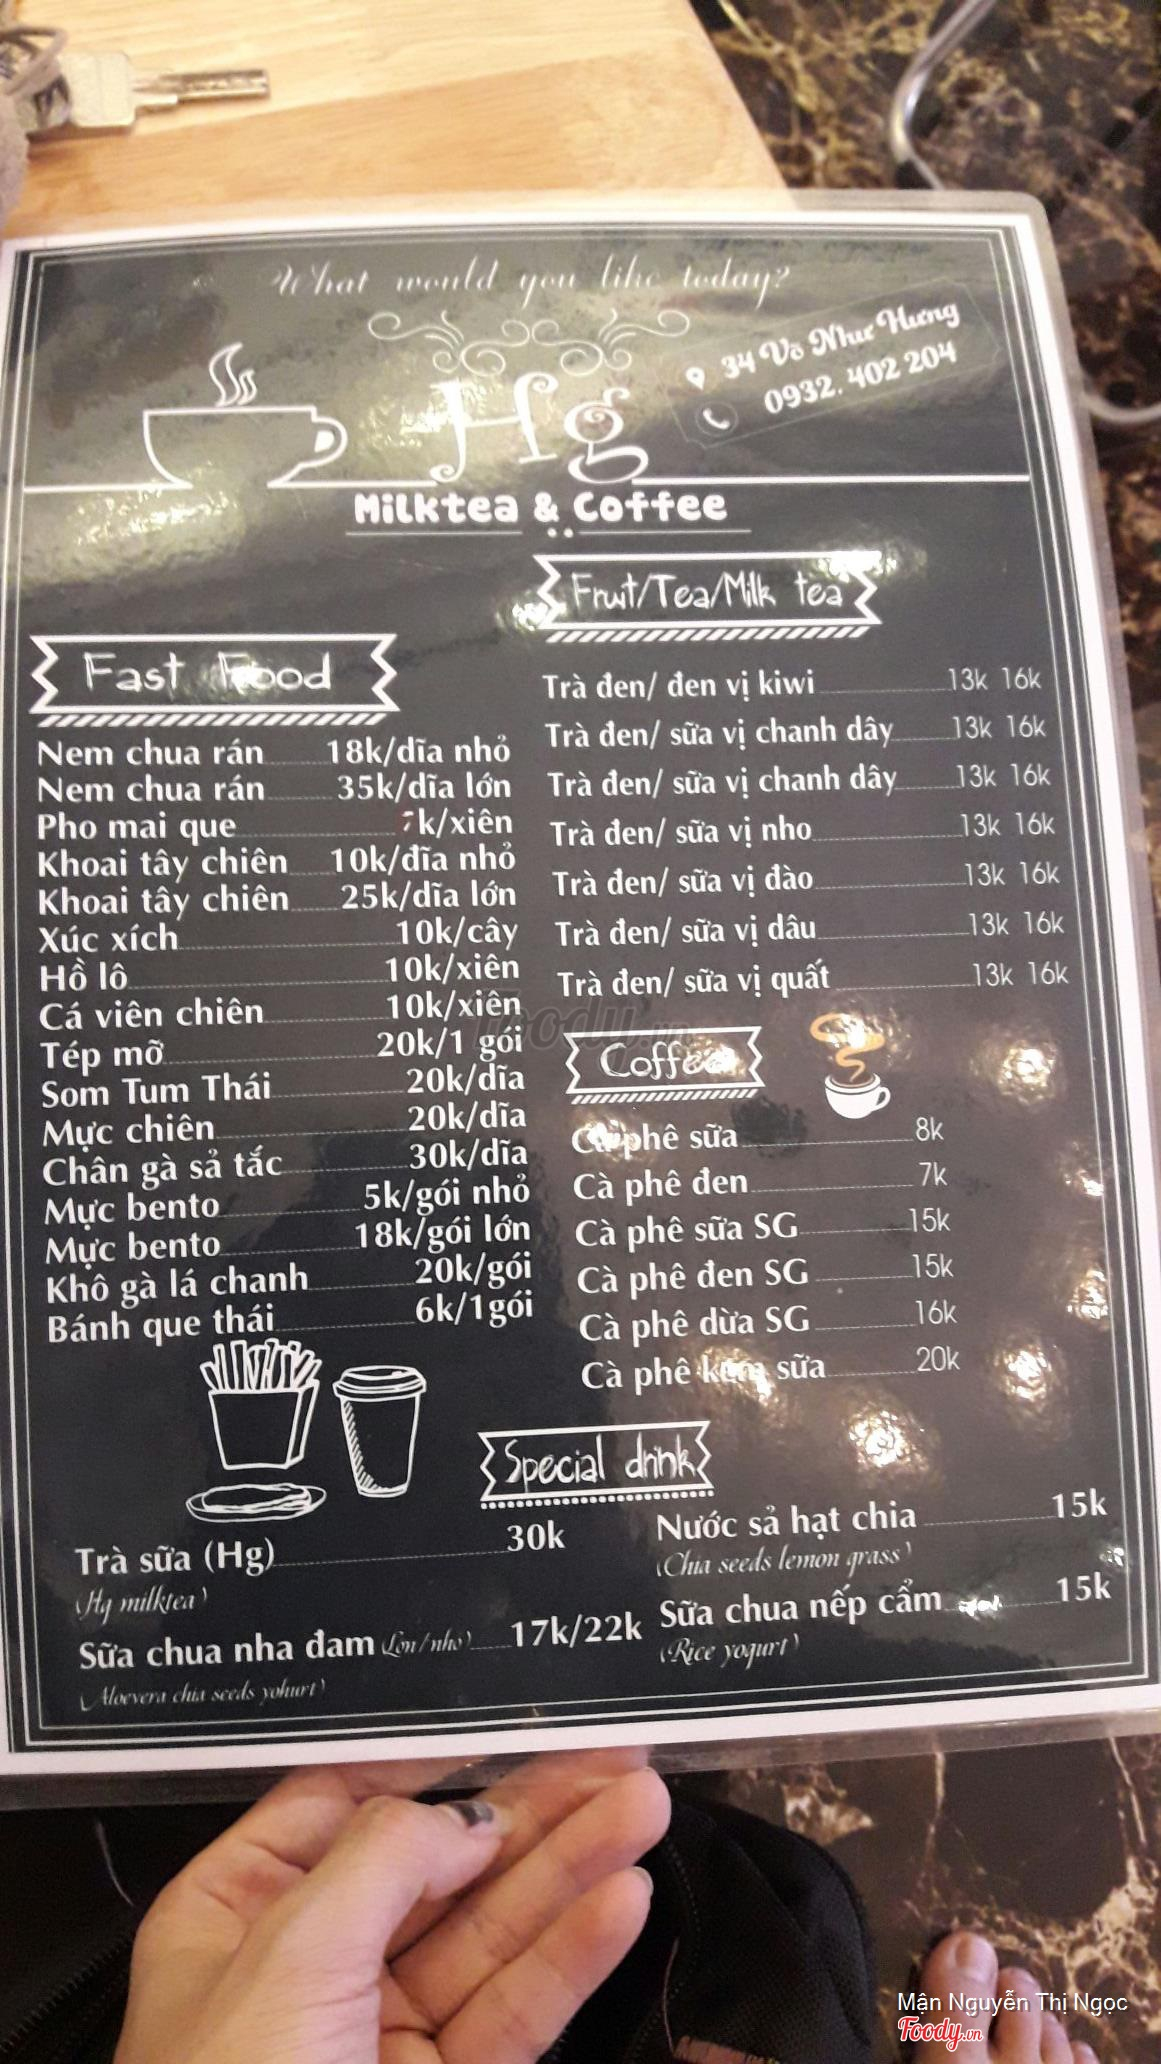 What would you like today?
34 Võ Như Hưng
0932. 402 204
Hg
Milktea & Coffee
Fast Food
Nem chua rán 18k/dĩa nhỏ
Nem chua rán 35k/dĩa lớn
Pho mai que k/xiên
Khoai tây chiên 10k/đĩa nhỏ
Khoai tây chiên 25k/dĩa lớn
Xúc xích 10k/cây
Hồ lô 10k/xiên
Cá viên chiên 10k/xiên
Tép mỡ 20k/1 gói
Som Tum Thái 20k/dĩa
Mực chiên 20k/dĩa
Chân gà sả tắc 30k/dĩa
Mực bento 5k/gói nhỏ
Mực bento 18k/gói lớn
Khô gà lá chanh 20k/gói
Bánh que thái 6k/1gói
Fruit/Tea/Milk tea
Trà đen/ đen vị kiwi 13k 16k
Trà đen/ sữa vị chanh dây 13k 16k
Trà đen/ sữa vị chanh dây 13k 16k
Trà đen/ sữa vị nho 13k 16k
Trà đen/ sữa vị đào 13k 16k
Trà đen/ sữa vị dâu 13k 16k
Trà đen/ sữa vị quất 13k 16k
Coffee
Cà phê sữa 8k
Cà phê đen 7k
Cà phê sữa SG 15k
Cà phê đen SG 15k
Cà phê dừa SG 16k
Cà phê kem sữa 20k
Special drink
Trà sữa (Hg) 30k
(Hg milktea)
Sữa chua nha đam (Lớn/nhỏ) 17k/22k
(Aloevera chia seeds yohurt)
Nước sả hạt chia 15k
(Chia seeds lemon grass)
Sữa chua nếp cẩm 15k
(Rice yogurt)
Foody.vn
Mận Nguyễn Thị Ngọc
Foody.vn